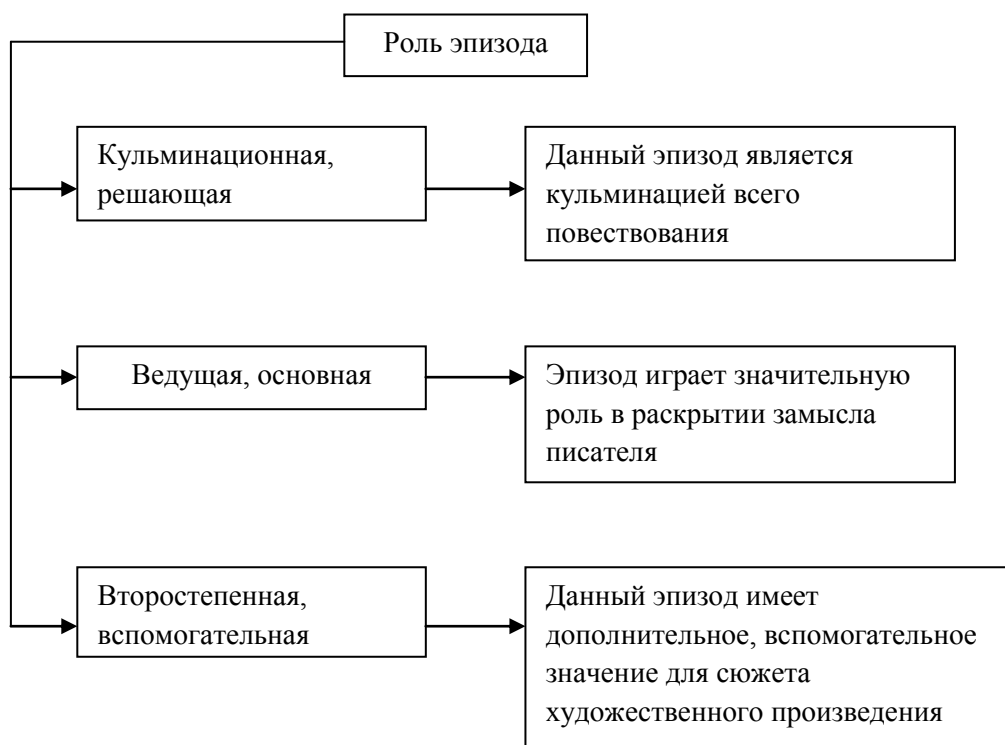 Роль эпизода
Кульминационная,
решающая
Данный эпизод является
кульминацией всего
повествования
Ведущая, основная
Эпизод играет значительную
роль в раскрытии замысла
писателя
Второстепенная,
вспомогательная
Данный эпизод имеет
дополнительное, вспомогательное
значение для сюжета
художественного произведения